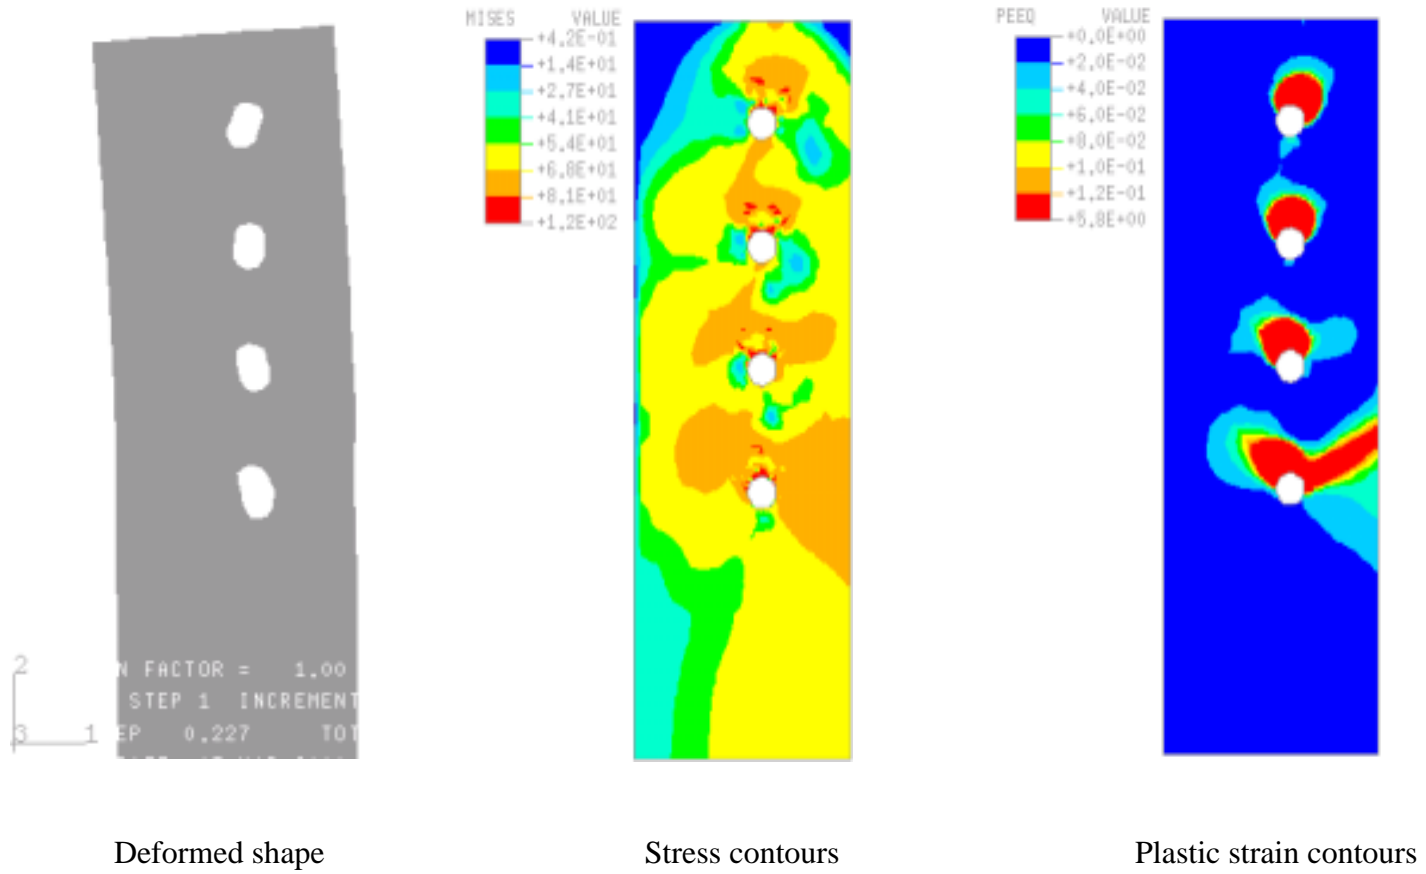 MISES VALUE
+4.2E-01
+1.4E+01
+2.7E+01
+4.1E+01
+5.4E+01
+6.8E+01
+8.1E+01
+1.2E+02
PEEQ VALUE
+0.0E+00
+2.0E-02
+4.0E-02
+6.0E-02
+8.0E-02
+1.0E-01
+1.2E-01
+5.8E+00
2
3 1
N FACTOR = 1.00
STEP 1 INCREMENT
EP 0.227 TOT
Deformed shape
Stress contours
Plastic strain contours